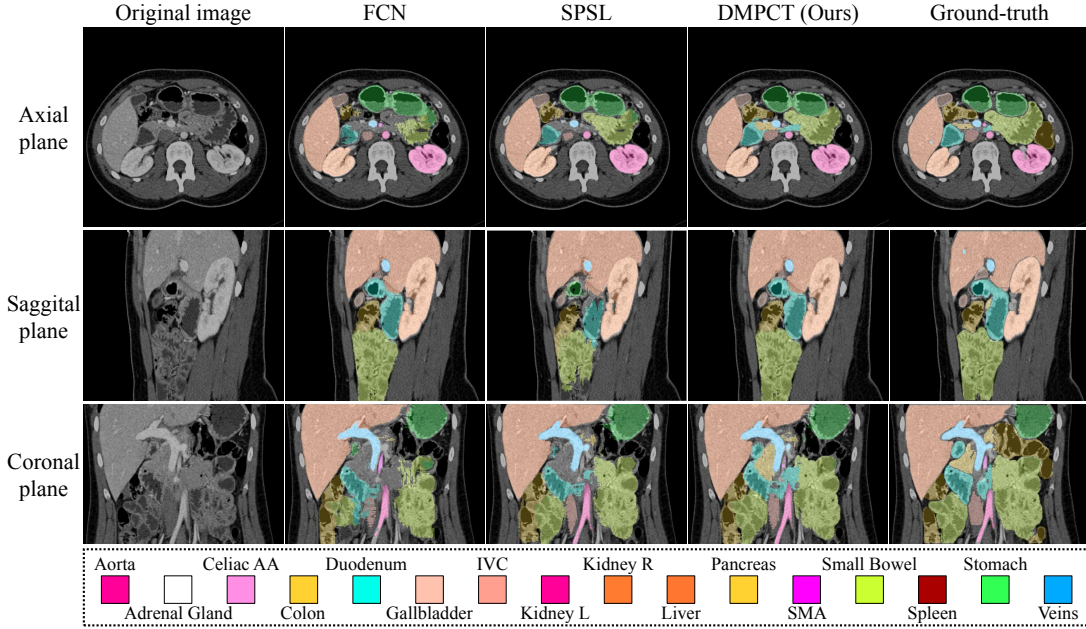 Original image FCN SPSL DMPCT (Ours) Ground-truth
Axial
plane
Saggital
plane
Coronal
plane
Aorta Celiac AA Duodenum IVC Kidney R Pancreas Small Bowel Stomach
Adrenal Gland Colon Gallbladder Kidney L Liver SMA Spleen Veins